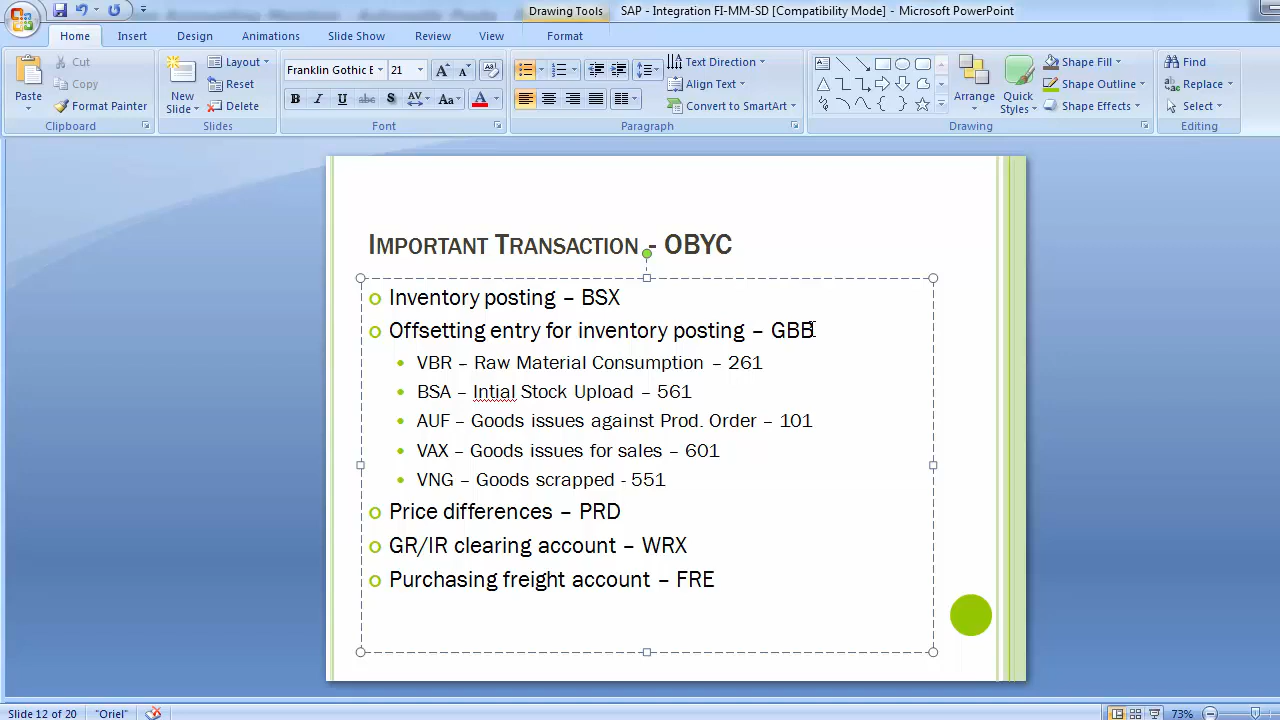 Drawing Tools
SAP - Integration FI-MM-SD [Compatibility Mode] - Microsoft PowerPoint
Home Insert Design Animations Slide Show Review View Format
Paste
Cut
Copy
Format Painter
Clipboard
New Slide
Layout
Reset
Delete
Slides
Franklin Gothic E 21
B I U abc S AV Aa A
Font
Text Direction
Align Text
Convert to SmartArt
Paragraph
Arrange
Quick Styles
Shape Fill
Shape Outline
Shape Effects
Drawing
Find
Replace
Select
Editing
IMPORTANT TRANSACTION - OBYC
Inventory posting – BSX
Offsetting entry for inventory posting – GBB
VBR – Raw Material Consumption – 261
BSA – Intial Stock Upload – 561
AUF – Goods issues against Prod. Order – 101
VAX – Goods issues for sales – 601
VNG – Goods scrapped - 551
Price differences – PRD
GR/IR clearing account – WRX
Purchasing freight account – FRE
Slide 12 of 20 "Oriel" 73%